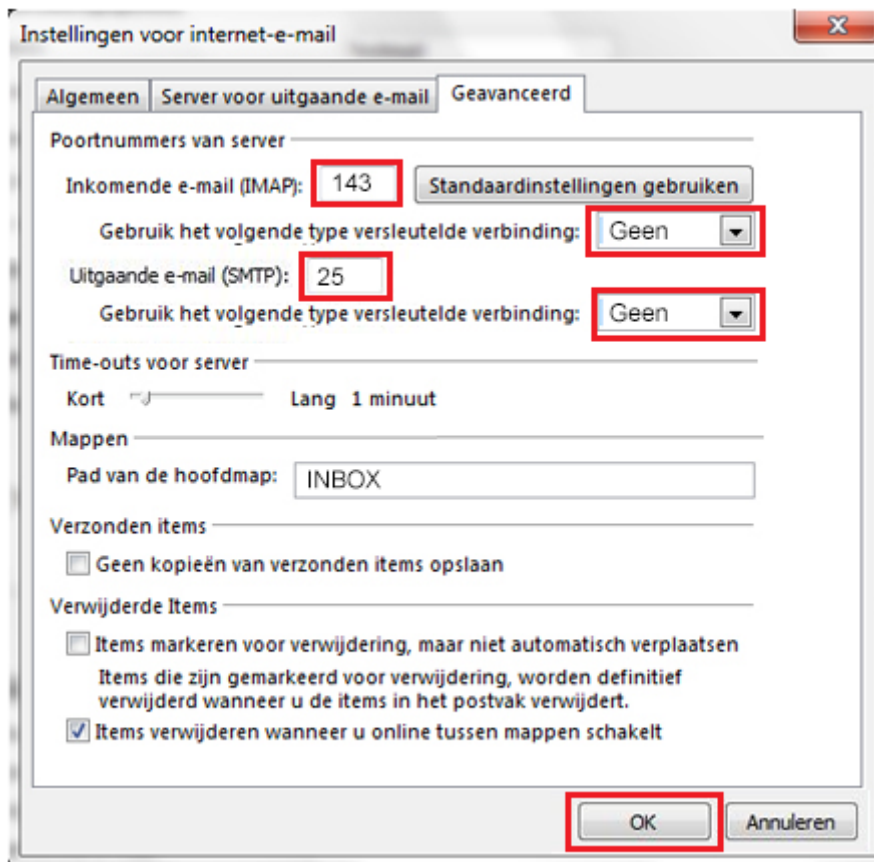 Instellingen voor internet-e-mail
Algemeen Server voor uitgaande e-mail Geavanceerd
Poortnummers van server
Inkomende e-mail (IMAP): 143 Standaardinstellingen gebruiken
Gebruik het volgende type versleutelde verbinding: Geen
Uitgaande e-mail (SMTP): 25
Gebruik het volgende type versleutelde verbinding: Geen
Time-outs voor server
Kort Lang 1 minuut
Mappen
Pad van de hoofdmap: INBOX
Verzonden items
Geen kopieën van verzonden items opslaan
Verwijderde Items
Items markeren voor verwijdering, maar niet automatisch verplaatsen
Items die zijn gemarkeerd voor verwijdering, worden definitief
verwijderd wanneer u de items in het postvak verwijdert.
Items verwijderen wanneer u online tussen mappen schakelt
OK Annuleren